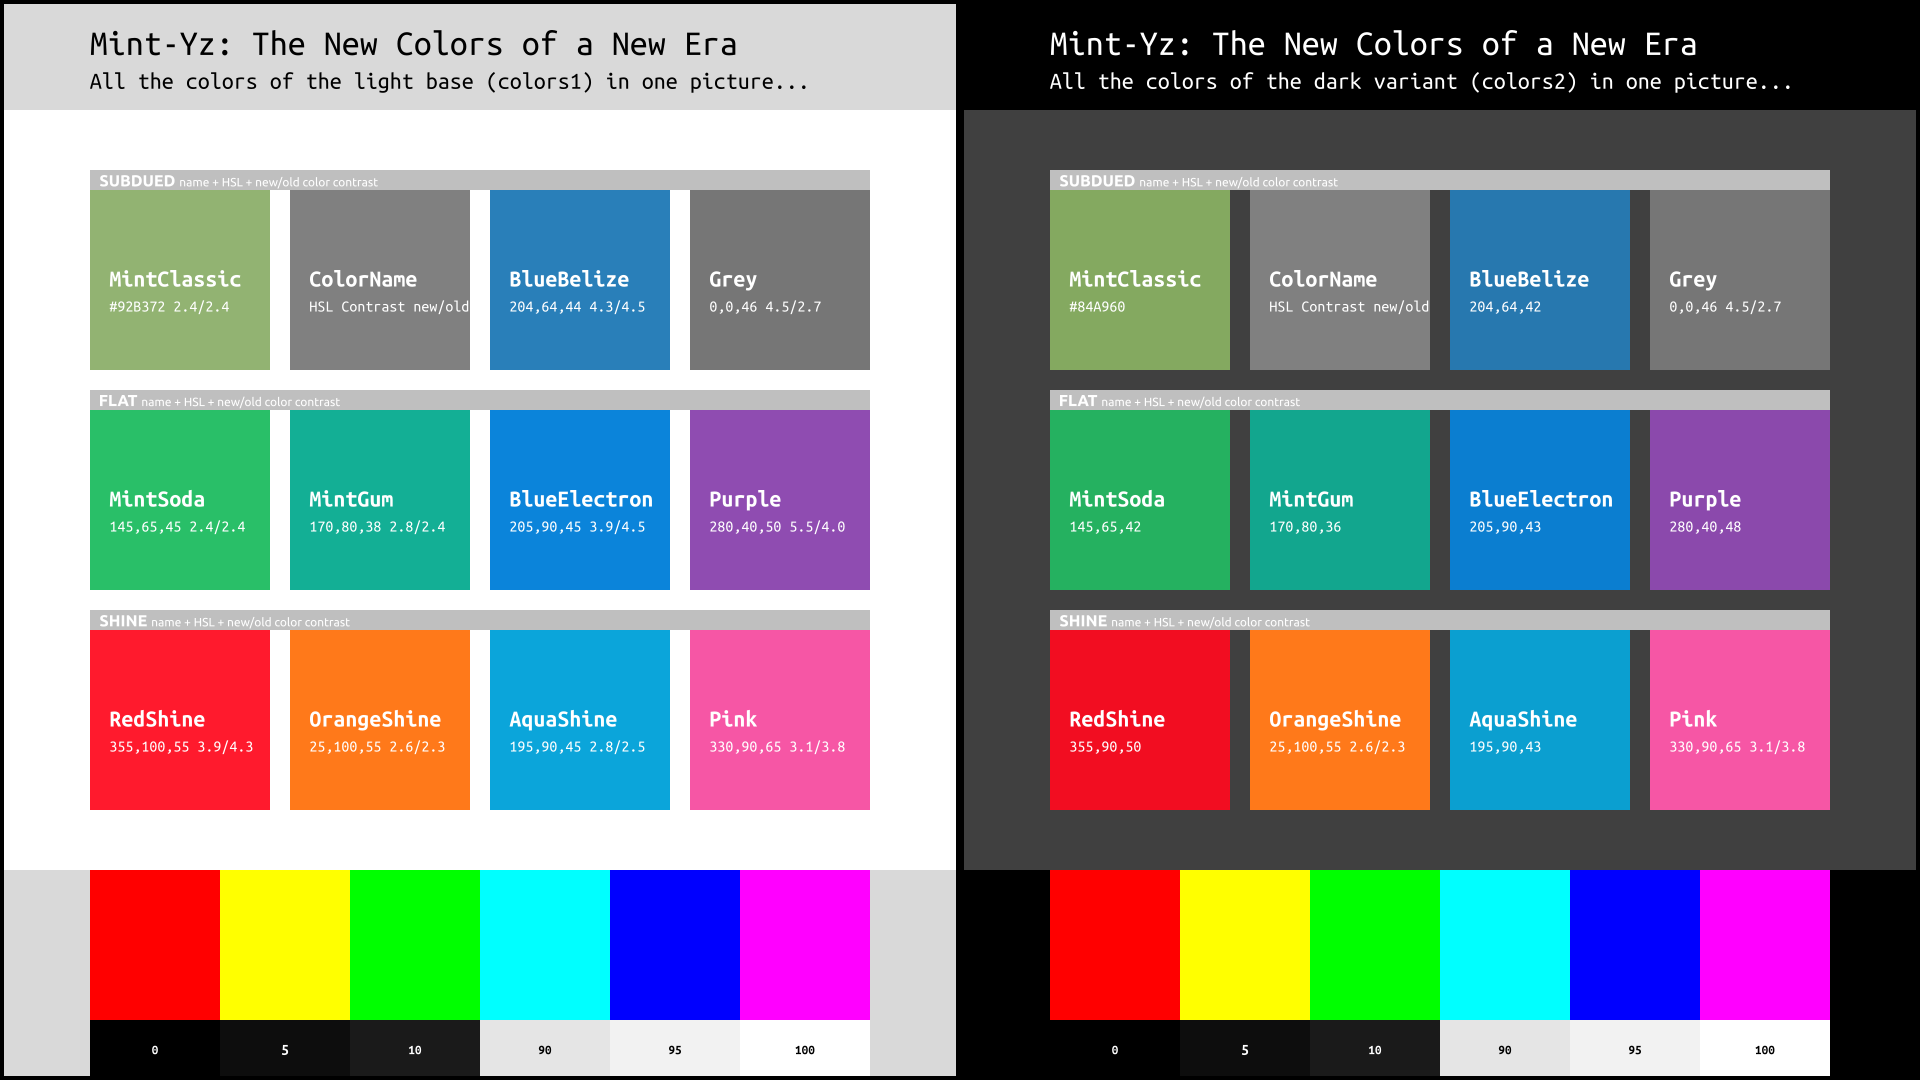 Mint-Yz: The New Colors of a New Era
All the colors of the light base (colors1) in one picture...
SUBDUED name + HSL + new/old color contrast
MintClassic
#92B372 2.4/2.4
ColorName
HSL Contrast new/old
BlueBelize
204,64,44 4.3/4.5
Grey
0,0,46 4.5/2.7
FLAT name + HSL + new/old color contrast
MintSoda
145,65,45 2.4/2.4
MintGum
170,80,38 2.8/2.4
BlueElectron
205,90,45 3.9/4.5
Purple
280,40,50 5.5/4.0
SHINE name + HSL + new/old color contrast
RedShine
355,100,55 3.9/4.3
OrangeShine
25,100,55 2.6/2.3
AquaShine
195,90,45 2.8/2.5
Pink
330,90,65 3.1/3.8
0 5 10 90 95 100
Mint-Yz: The New Colors of a New Era
All the colors of the dark variant (colors2) in one picture...
SUBDUED name + HSL + new/old color contrast
MintClassic
#84A960
ColorName
HSL Contrast new/old
BlueBelize
204,64,42
Grey
0,0,46 4.5/2.7
FLAT name + HSL + new/old color contrast
MintSoda
145,65,42
MintGum
170,80,36
BlueElectron
205,90,43
Purple
280,40,48
SHINE name + HSL + new/old color contrast
RedShine
355,90,50
OrangeShine
25,100,55 2.6/2.3
AquaShine
195,90,43
Pink
330,90,65 3.1/3.8
0 5 10 90 95 100